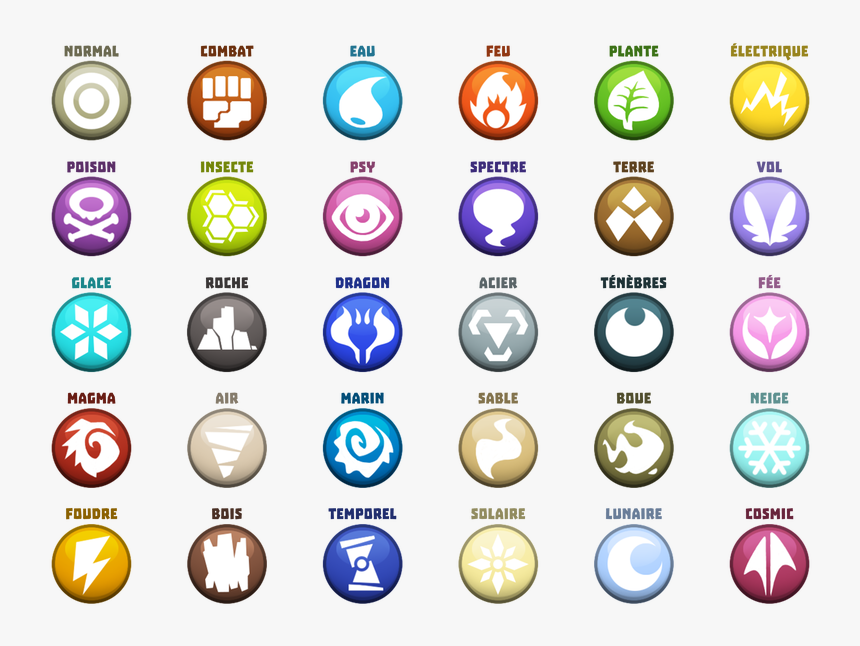 NORMAL COMBAT EAU FEU PLANTE ÉLECTRIQUE
POISON INSECTE PSY SPECTRE TERRE VOL
GLACE ROCHE DRAGON ACIER TÉNÈBRES FÉE
MAGMA AIR MARIN SABLE BOUE NEIGE
FOUDRE BOIS TEMPOREL SOLAIRE LUNAIRE COSMIC